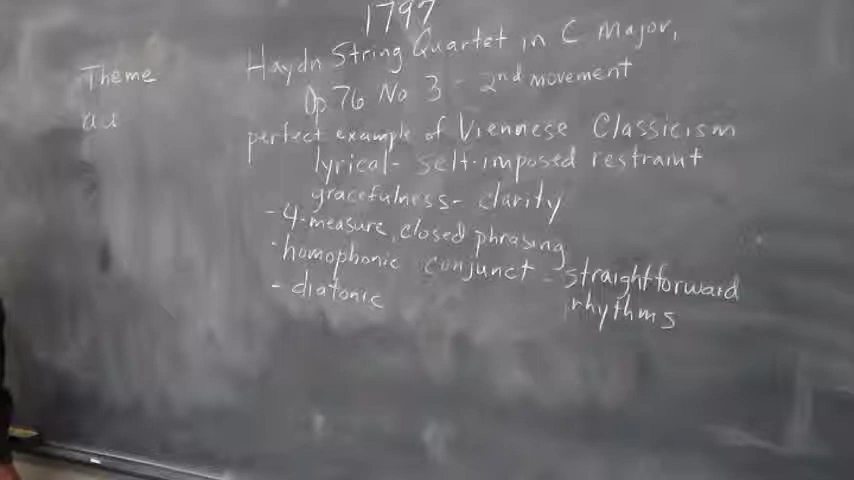 1797
Theme
Haydn String Quartet in C Major,
Op. 76 No 3 - 2nd movement
perfect example of Viennese Classicism
lyrical - self-imposed restraint
gracefulness - clarity
- 4-measure, closed phrasing
- homophonic conjunct - straightforward
rhythms
- diatonic